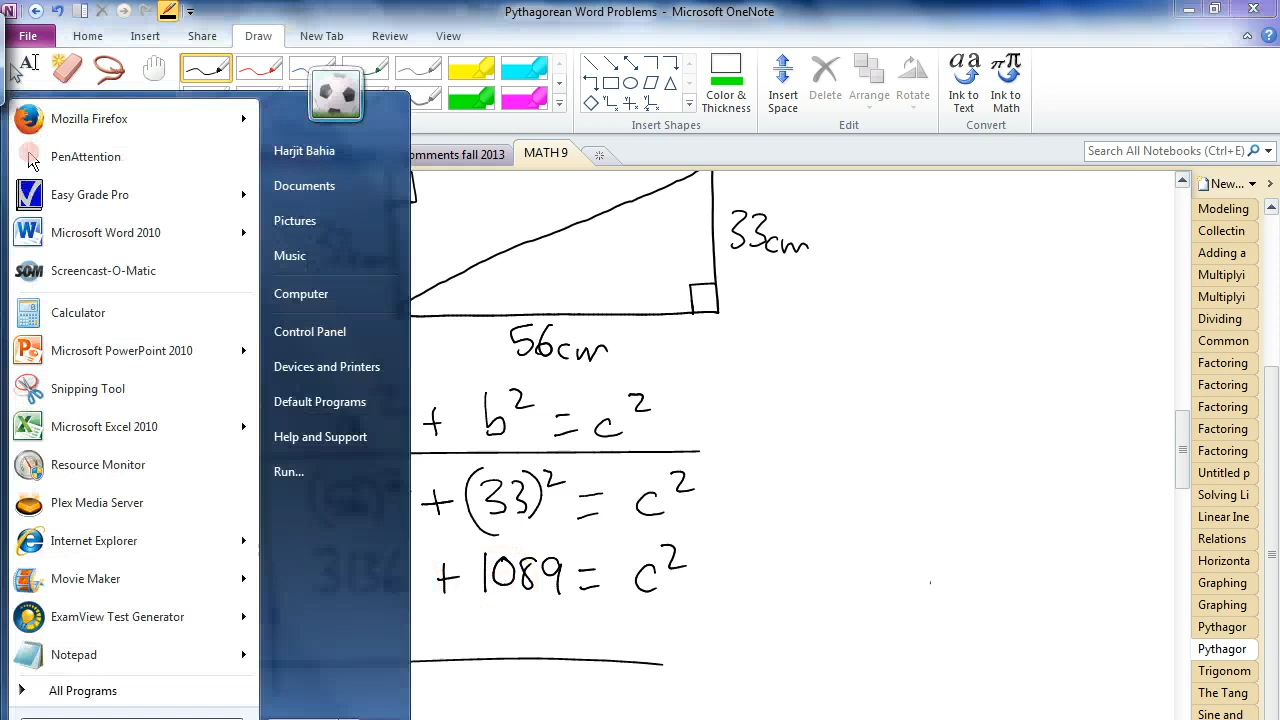 Pythagorean Word Problems - Microsoft OneNote
File Home Insert Share Draw New Tab Review View
Color & Thickness
Insert Space
Delete
Arrange
Rotate
Ink to Text
Ink to Math
Insert Shapes
Edit
Convert
omments fall 2013
MATH 9
Search All Notebooks (Ctrl+E)
Mozilla Firefox
PenAttention
Easy Grade Pro
Microsoft Word 2010
SOM Screencast-O-Matic
Calculator
Microsoft PowerPoint 2010
Snipping Tool
Microsoft Excel 2010
Resource Monitor
Plex Media Server
Internet Explorer
Movie Maker
ExamView Test Generator
Notepad
All Programs
Harjit Bahia
Documents
Pictures
Music
Computer
Control Panel
Devices and Printers
Default Programs
Help and Support
Run...
33cm
56cm
+ b² = c²
+ (33)² = c²
+ 1089 = c²
New...
Modeling
Collectin
Adding a
Multiplyi
Multiplyi
Dividing
Common
Factoring
Factoring
Factoring
Factoring
Factoring
Untitled p
Solving Li
Linear Ine
Relations
Horizonta
Graphing
Graphing
Pythagor
Pythagor
Trigonom
The Tang
Sine and